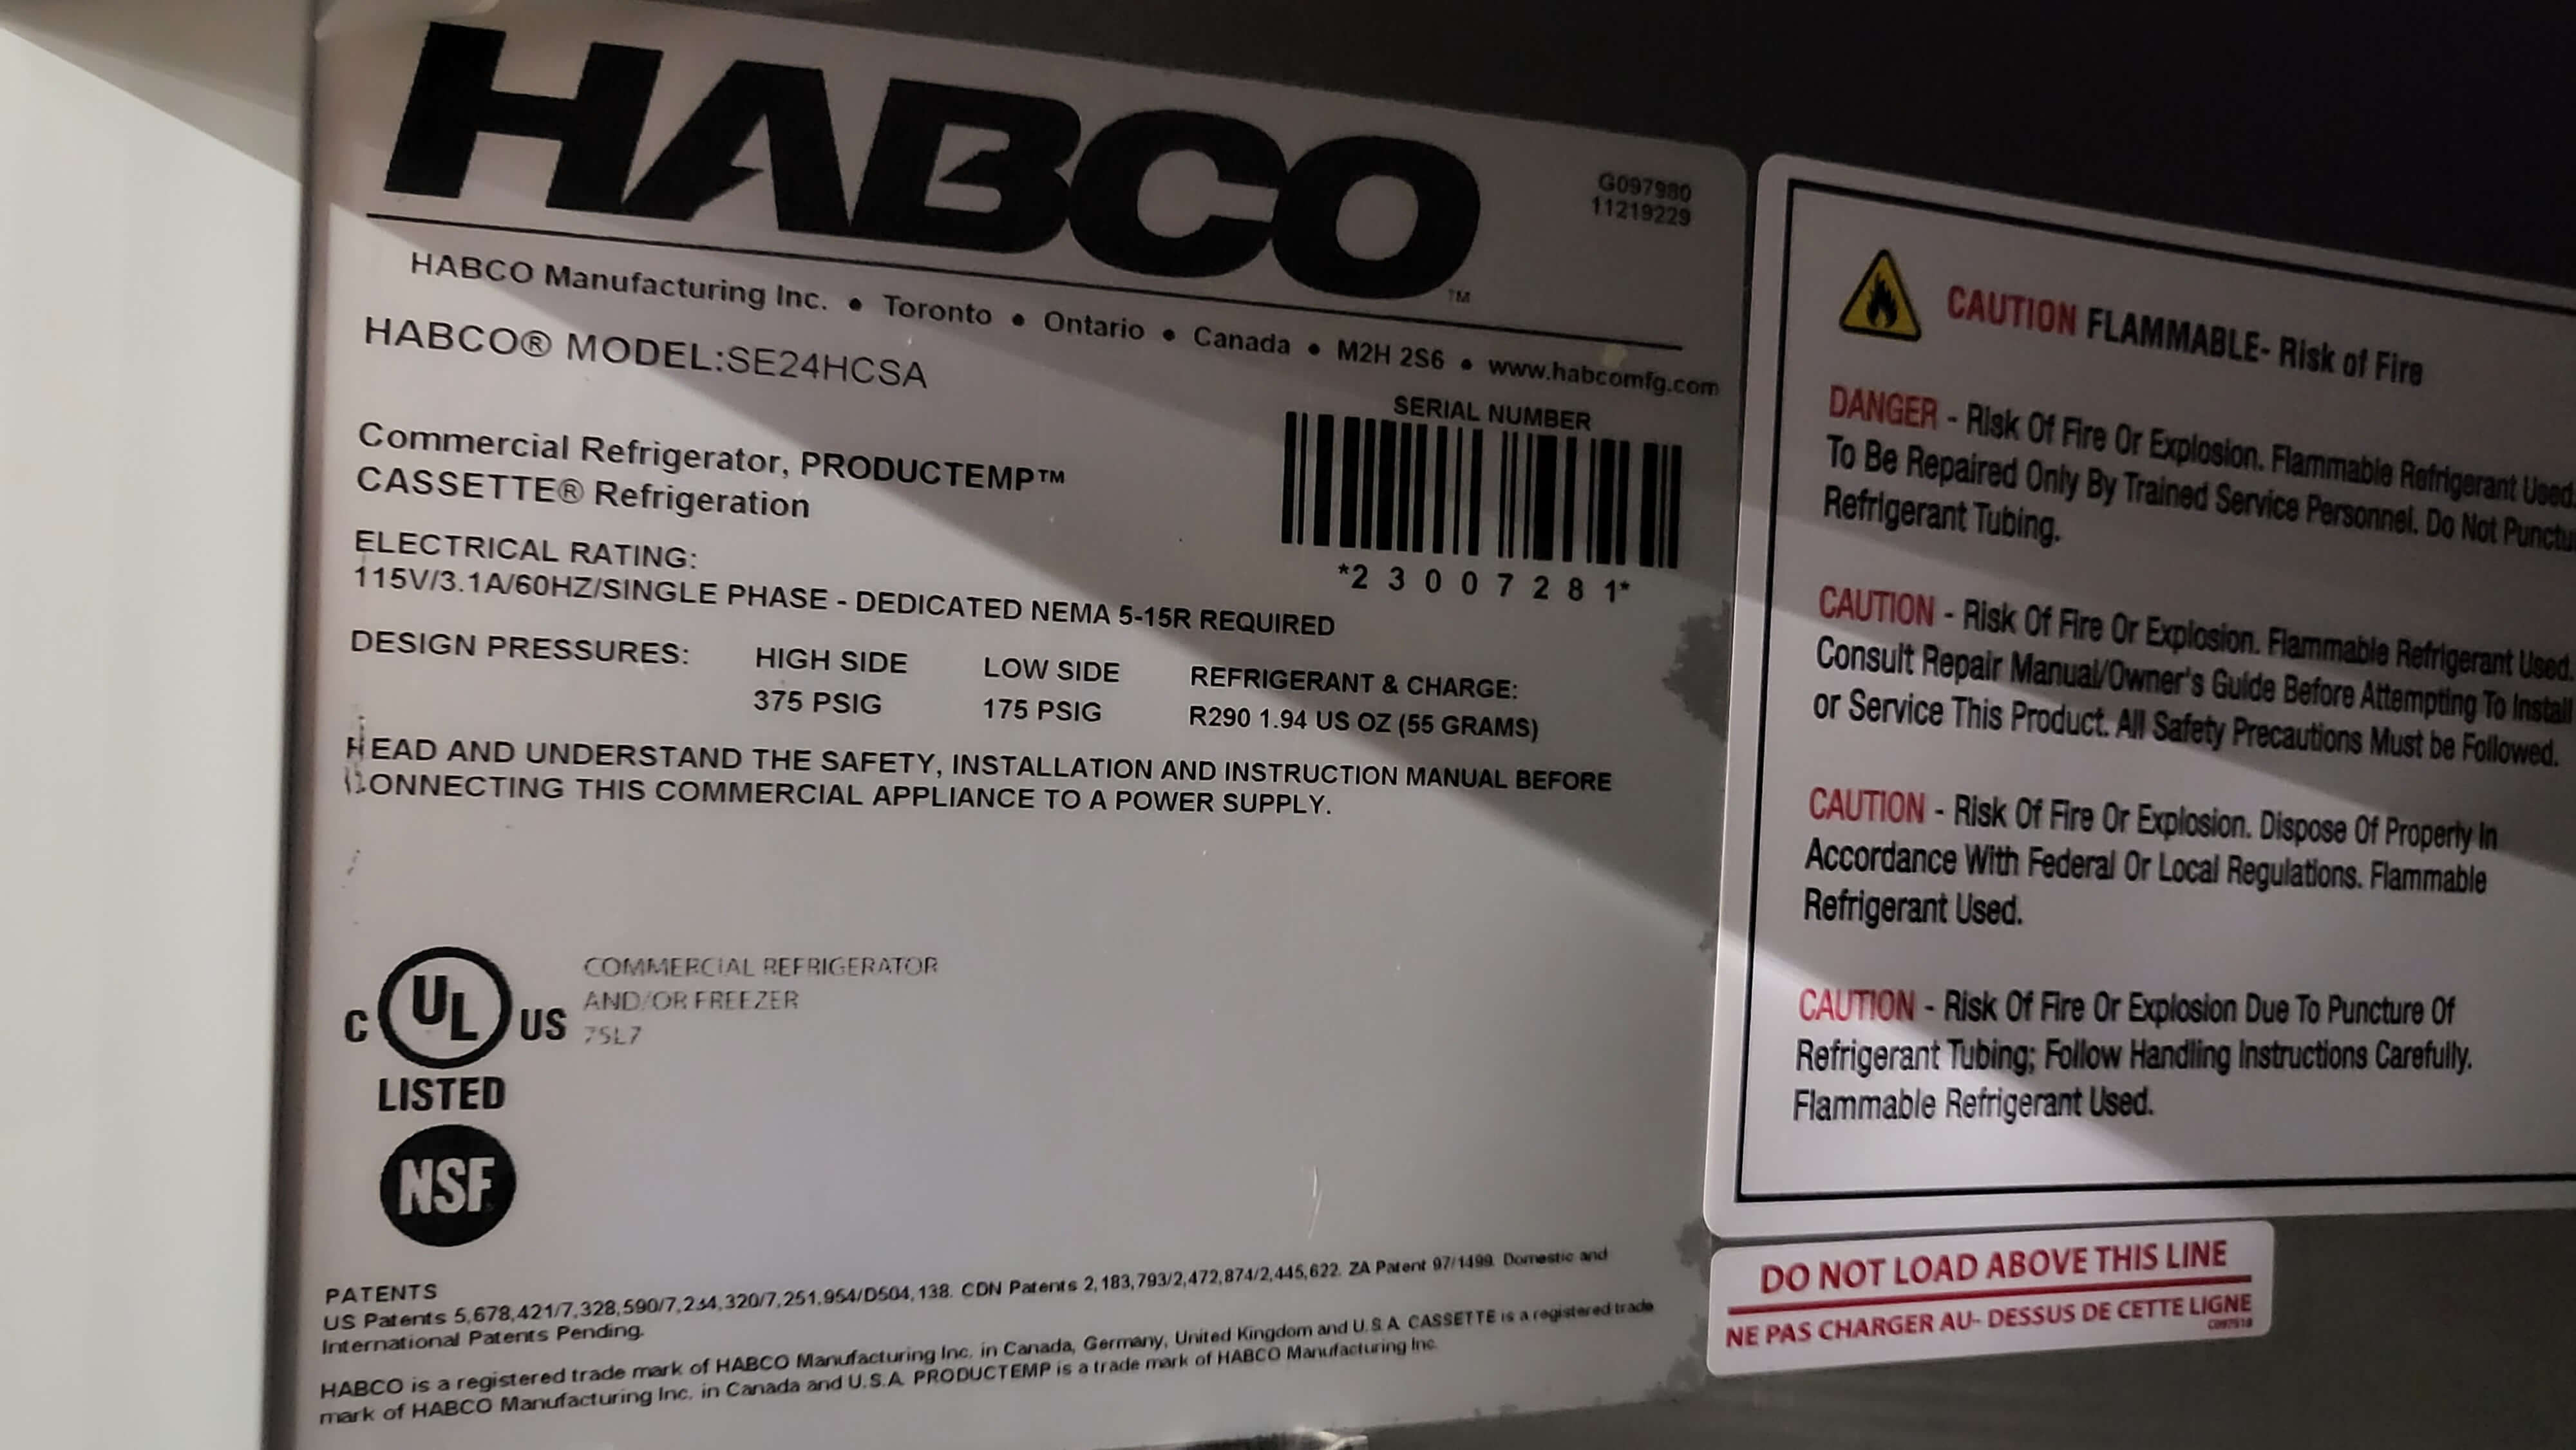 HABCO™
G097980
11219229
HABCO Manufacturing Inc. • Toronto • Ontario • Canada • M2H 2S6 • www.habcomfg.com
HABCO® MODEL:SE24HCSA
SERIAL NUMBER
*23007281*
Commercial Refrigerator, PRODUCTEMP™
CASSETTE® Refrigeration
ELECTRICAL RATING:
115V/3.1A/60HZ/SINGLE PHASE - DEDICATED NEMA 5-15R REQUIRED
DESIGN PRESSURES: HIGH SIDE LOW SIDE REFRIGERANT & CHARGE:
375 PSIG 175 PSIG R290 1.94 US OZ (55 GRAMS)
READ AND UNDERSTAND THE SAFETY, INSTALLATION AND INSTRUCTION MANUAL BEFORE
CONNECTING THIS COMMERCIAL APPLIANCE TO A POWER SUPPLY.
C UL US
LISTED
COMMERCIAL REFRIGERATOR
AND/OR FREEZER
75L7
NSF
PATENTS
US Patents 5,678,421/7,328,590/7,234,320/7,251,954/D504,138. CDN Patents 2,183,793/2,472,874/2,445,622. ZA Patent 97/1499. Domestic and
International Patents Pending.
HABCO is a registered trade mark of HABCO Manufacturing Inc. in Canada, Germany, United Kingdom and U.S.A. CASSETTE is a registered trade
mark of HABCO Manufacturing Inc. in Canada and U.S.A. PRODUCTEMP is a trade mark of HABCO Manufacturing Inc.
CAUTION FLAMMABLE- Risk of Fire
DANGER - Risk Of Fire Or Explosion. Flammable Refrigerant Used.
To Be Repaired Only By Trained Service Personnel. Do Not Punctu
Refrigerant Tubing.
CAUTION - Risk Of Fire Or Explosion. Flammable Refrigerant Used.
Consult Repair Manual/Owner's Guide Before Attempting To Install
or Service This Product. All Safety Precautions Must be Followed.
CAUTION - Risk Of Fire Or Explosion. Dispose Of Properly In
Accordance With Federal Or Local Regulations. Flammable
Refrigerant Used.
CAUTION - Risk Of Fire Or Explosion Due To Puncture Of
Refrigerant Tubing; Follow Handling Instructions Carefully.
Flammable Refrigerant Used.
DO NOT LOAD ABOVE THIS LINE
NE PAS CHARGER AU- DESSUS DE CETTE LIGNE